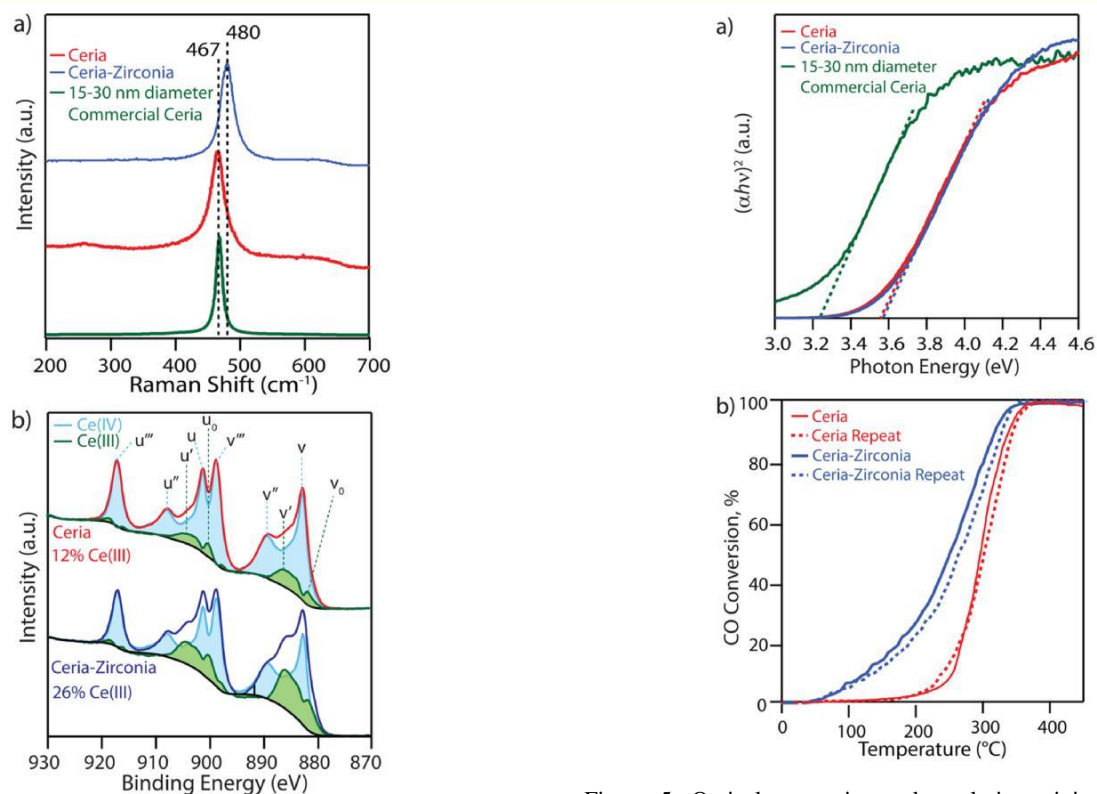 a)
467
480
Ceria
Ceria-Zirconia
15-30 nm diameter
Commercial Ceria
Intensity (a.u.)
200 300 400 500 600 700
Raman Shift (cm⁻¹)
b)
Ce(IV)
Ce(III)
u'''
u''
u'
u
u₀
v'''
v''
v'
v
v₀
Ceria
12% Ce(III)
Ceria-Zirconia
26% Ce(III)
Intensity (a.u.)
930 920 910 900 890 880 870
Binding Energy (eV)
a)
Ceria
Ceria-Zirconia
15-30 nm diameter
Commercial Ceria
(αhν)² (a.u.)
3.0 3.2 3.4 3.6 3.8 4.0 4.2 4.4 4.6
Photon Energy (eV)
b)
Ceria
Ceria Repeat
Ceria-Zirconia
Ceria-Zirconia Repeat
CO Conversion, %
100
80
60
40
20
0
0 100 200 300 400
Temperature (°C)